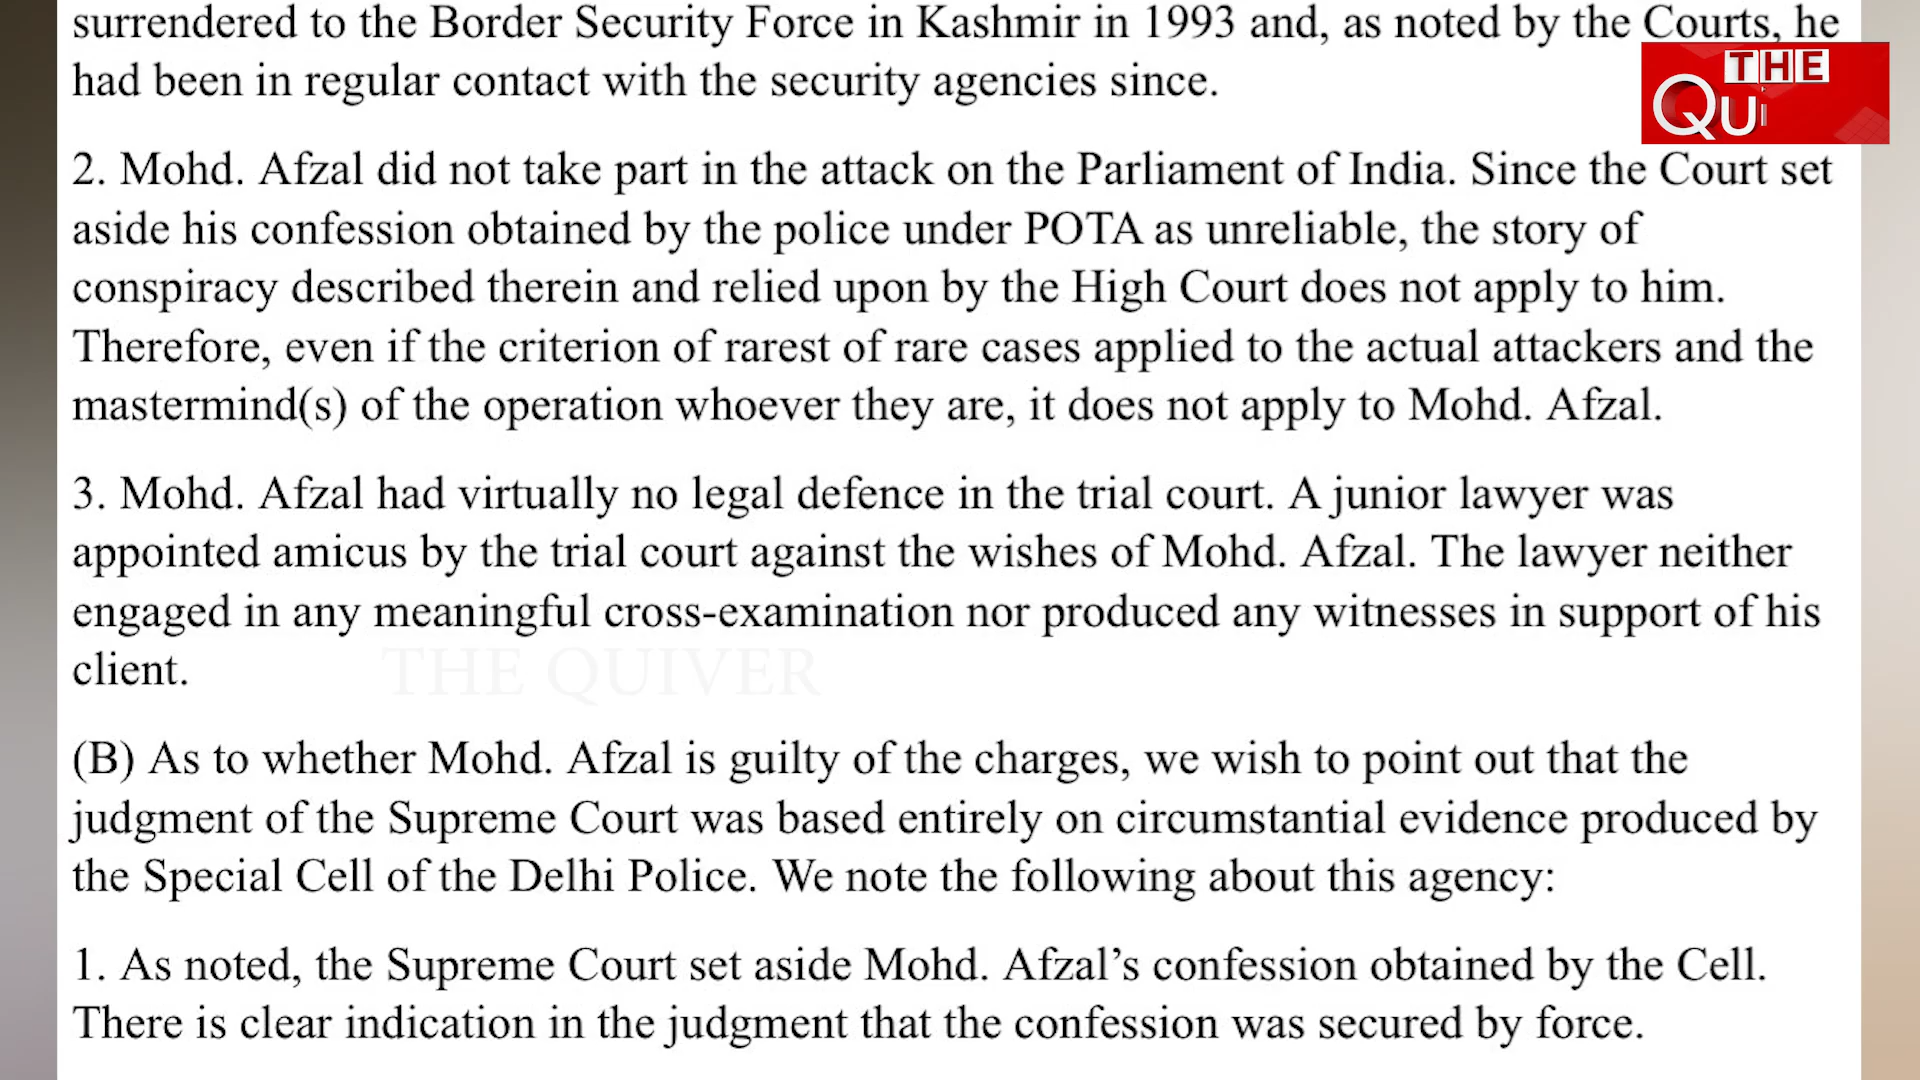 surrendered to the Border Security Force in Kashmir in 1993 and, as noted by the Courts, he
had been in regular contact with the security agencies since.
THE
QUi
2. Mohd. Afzal did not take part in the attack on the Parliament of India. Since the Court set
aside his confession obtained by the police under POTA as unreliable, the story of
conspiracy described therein and relied upon by the High Court does not apply to him.
Therefore, even if the criterion of rarest of rare cases applied to the actual attackers and the
mastermind(s) of the operation whoever they are, it does not apply to Mohd. Afzal.
3. Mohd. Afzal had virtually no legal defence in the trial court. A junior lawyer was
appointed amicus by the trial court against the wishes of Mohd. Afzal. The lawyer neither
engaged in any meaningful cross-examination nor produced any witnesses in support of his
client.
THE QUIVER
(B) As to whether Mohd. Afzal is guilty of the charges, we wish to point out that the
judgment of the Supreme Court was based entirely on circumstantial evidence produced by
the Special Cell of the Delhi Police. We note the following about this agency:
1. As noted, the Supreme Court set aside Mohd. Afzal’s confession obtained by the Cell.
There is clear indication in the judgment that the confession was secured by force.